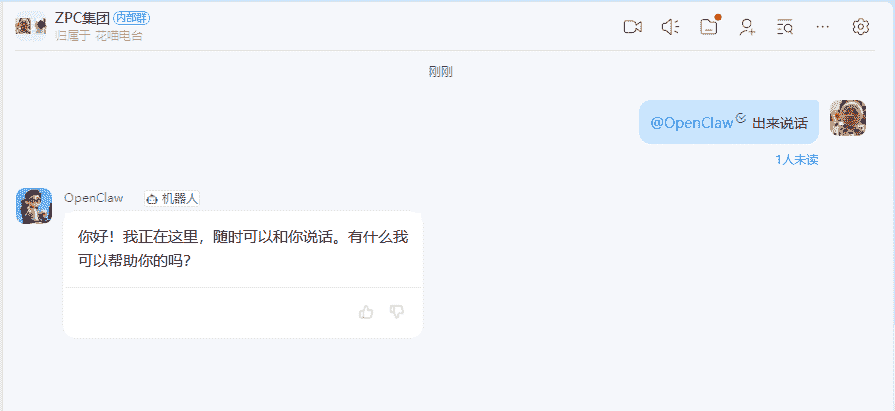 ZPC集团 内部群
归属于 花喵电台
刚刚
@OpenClaw 出来说话
1人未读
OpenClaw 机器人
你好！我正在这里，随时可以和你说话。有什么我
可以帮助你的吗？